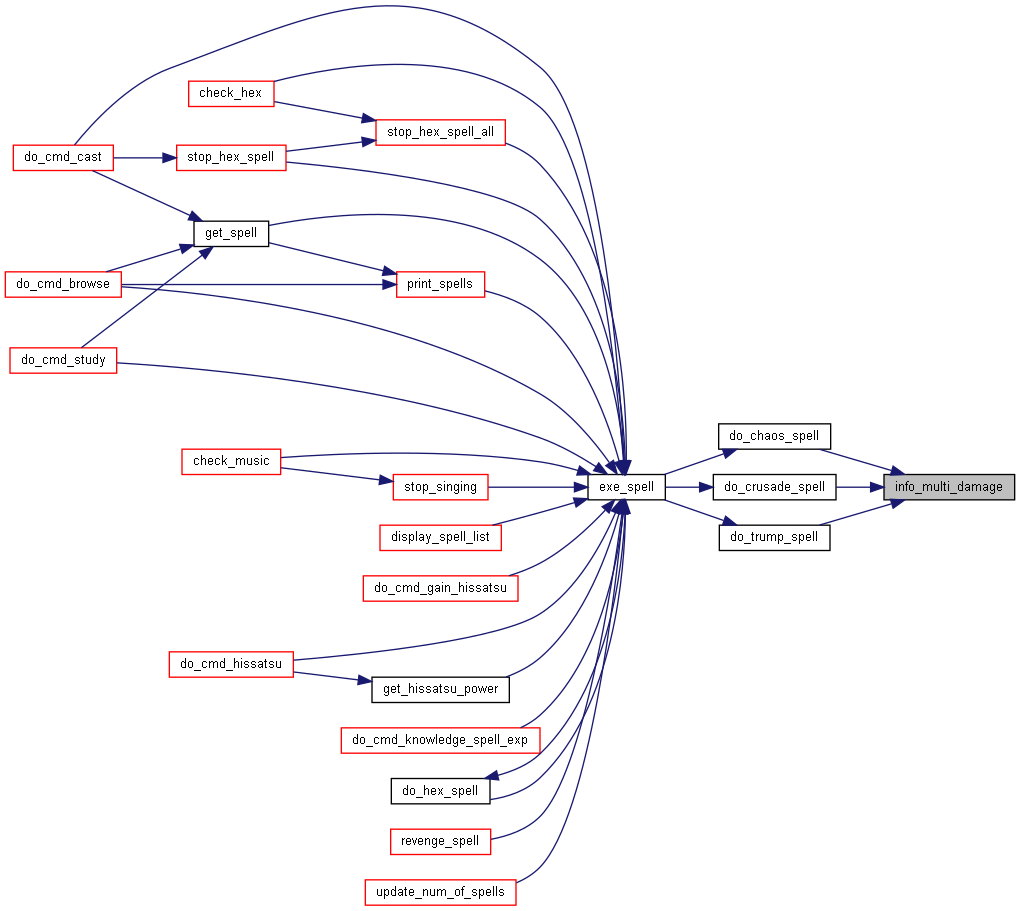 check_hex
stop_hex_spell_all
do_cmd_cast
stop_hex_spell
get_spell
do_cmd_browse
print_spells
do_cmd_study
do_chaos_spell
check_music
stop_singing
exe_spell
do_crusade_spell
info_multi_damage
display_spell_list
do_trump_spell
do_cmd_gain_hissatsu
do_cmd_hissatsu
get_hissatsu_power
do_cmd_knowledge_spell_exp
do_hex_spell
revenge_spell
update_num_of_spells